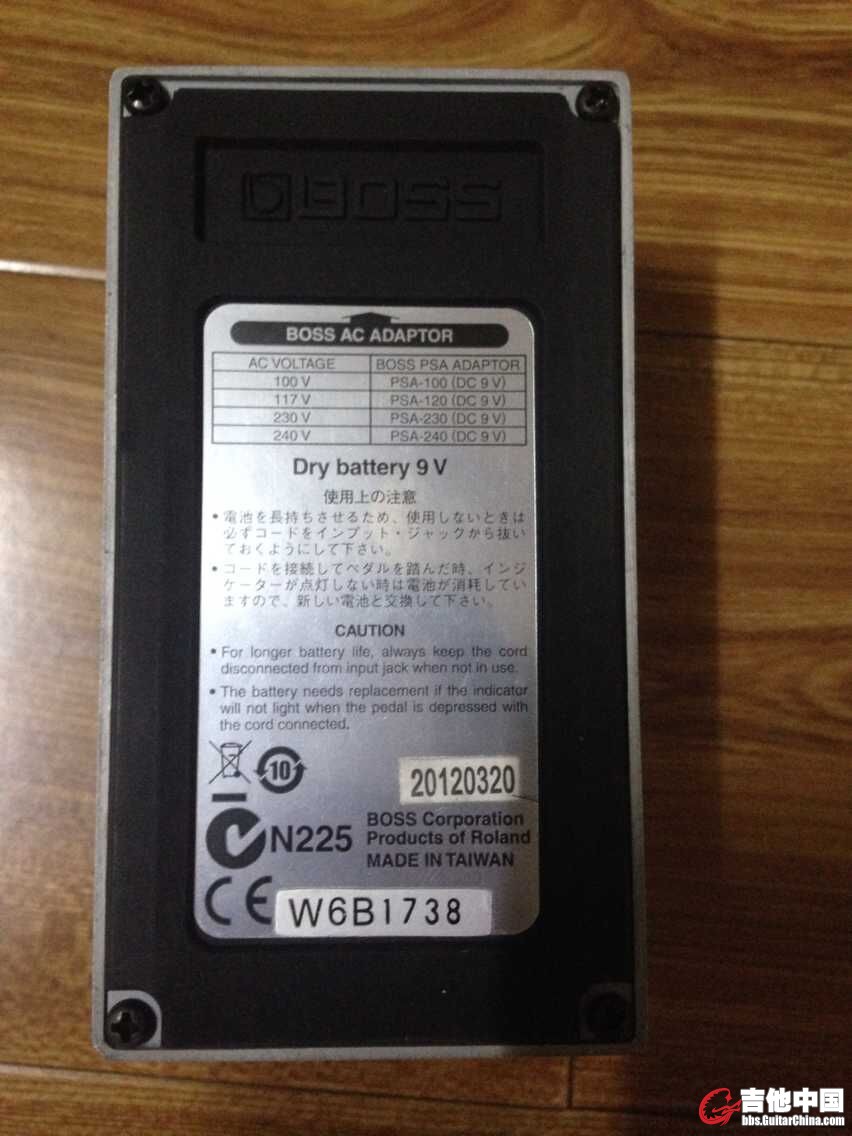 BOSS
BOSS AC ADAPTOR
AC VOLTAGE BOSS PSA ADAPTOR
100 V PSA-100 (DC 9 V)
117 V PSA-120 (DC 9 V)
230 V PSA-230 (DC 9 V)
240 V PSA-240 (DC 9 V)
Dry battery 9 V
使用上の注意
• 電池を長持ちさせるため、使用しないときは
必ずコードをインプット・ジャックから抜い
ておくようにして下さい。
• コードを接続してペダルを踏んだ時、インジ
ケーターが点灯しない時は電池が消耗してい
ますので、新しい電池と交換して下さい。
CAUTION
• For longer battery life, always keep the cord
disconnected from input jack when not in use.
• The battery needs replacement if the indicator
will not light when the pedal is depressed with
the cord connected.
10
20120320
N225
BOSS Corporation
Products of Roland
MADE IN TAIWAN
CE
W6B1738
吉他中国
bbs.GuitarChina.com